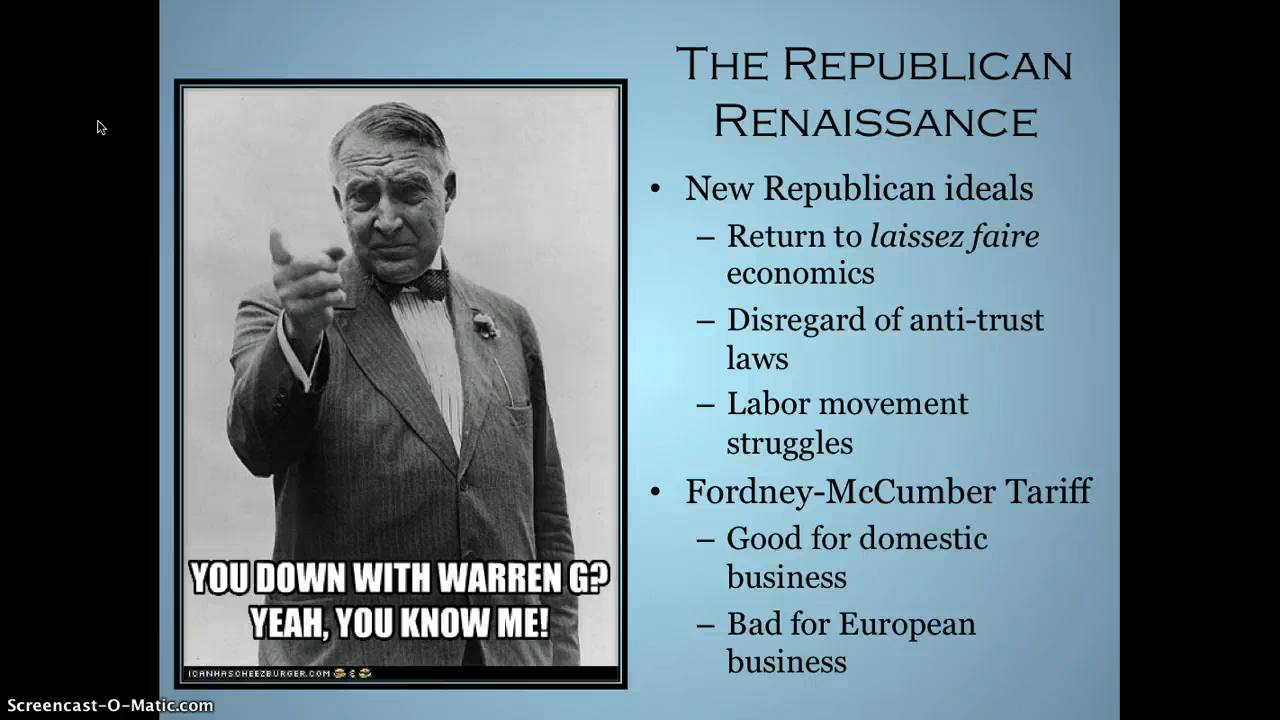 THE REPUBLICAN
RENAISSANCE
• New Republican ideals
– Return to laissez faire
economics
– Disregard of anti-trust
laws
– Labor movement
struggles
• Fordney-McCumber Tariff
– Good for domestic
business
– Bad for European
business
YOU DOWN WITH WARREN G?
YEAH, YOU KNOW ME!
ICANHASCHEEZBURGER.COM
Screencast-O-Matic.com